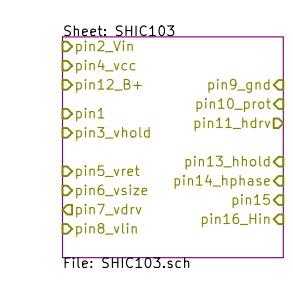 Sheet: SHIC103
pin2_Vin
pin4_vcc
pin12_B+
pin9_gnd
pin10_prot
pin1
pin11_hdrv
pin3_vhold
pin13_hhold
pin5_vret
pin14_hphase
pin6_vsize
pin15
pin7_vdrv
pin16_Hin
pin8_vlin
File: SHIC103.sch